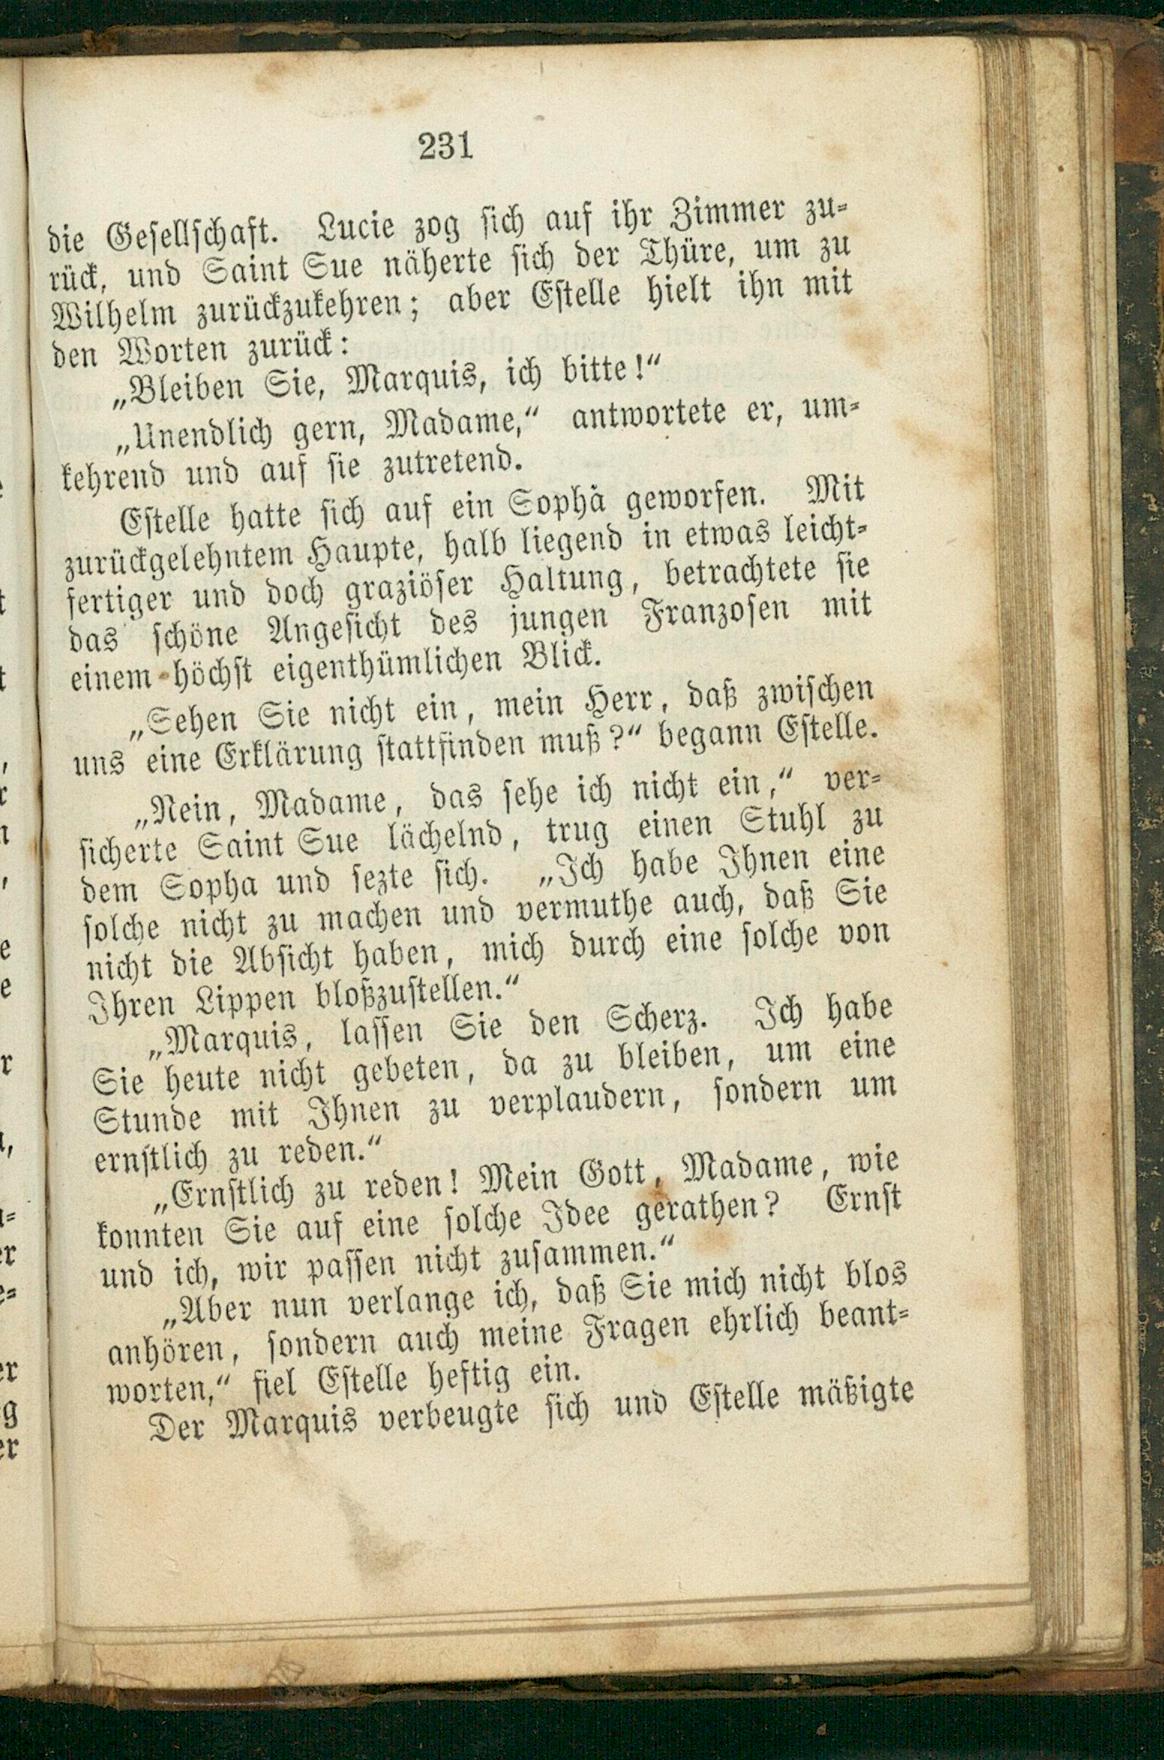 231
die Gesellschaft. Lucie zog sich auf ihr Zimmer zu-
rück, und Saint Sue näherte sich der Thüre, um zu
Wilhelm zurückzukehren; aber Estelle hielt ihn mit
den Worten zurück:
„Bleiben Sie, Marquis, ich bitte!“
„Unendlich gern, Madame,“ antwortete er, um-
kehrend und auf sie zutretend.
Estelle hatte sich auf ein Sophà geworfen. Mit
zurückgelehntem Haupte, halb liegend in etwas leicht-
fertiger und doch graziöser Haltung, betrachtete sie
das schöne Angesicht des jungen Franzosen mit
einem höchst eigenthümlichen Blick.
„Sehen Sie nicht ein, mein Herr, daß zwischen
uns eine Erklärung stattfinden muß?“ begann Estelle.
„Nein, Madame, das sehe ich nicht ein,“ ver-
sicherte Saint Sue lächelnd, trug einen Stuhl zu
dem Sopha und sezte sich. „Ich habe Ihnen eine
solche nicht zu machen und vermuthe auch, daß Sie
nicht die Absicht haben, mich durch eine solche von
Ihren Lippen bloßzustellen.“
„Marquis, lassen Sie den Scherz. Ich habe
Sie heute nicht gebeten, da zu bleiben, um eine
Stunde mit Ihnen zu verplaudern, sondern um
ernstlich zu reden.“
„Ernstlich zu reden! Mein Gott, Madame, wie
konnten Sie auf eine solche Idee gerathen? Ernst
und ich, wir passen nicht zusammen.“
„Aber nun verlange ich, daß Sie mich nicht blos
anhören, sondern auch meine Fragen ehrlich beant-
worten,“ fiel Estelle heftig ein.
Der Marquis verbeugte sich und Estelle mäßigte